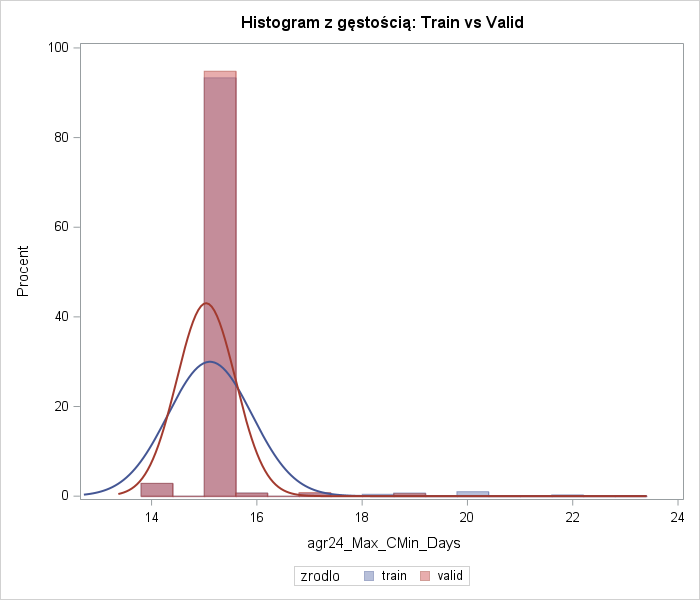 Histogram z gęstością: Train vs Valid
100
80
60
40
20
0
Procent
14 16 18 20 22 24
agr24_Max_CMin_Days
zrodlo train valid